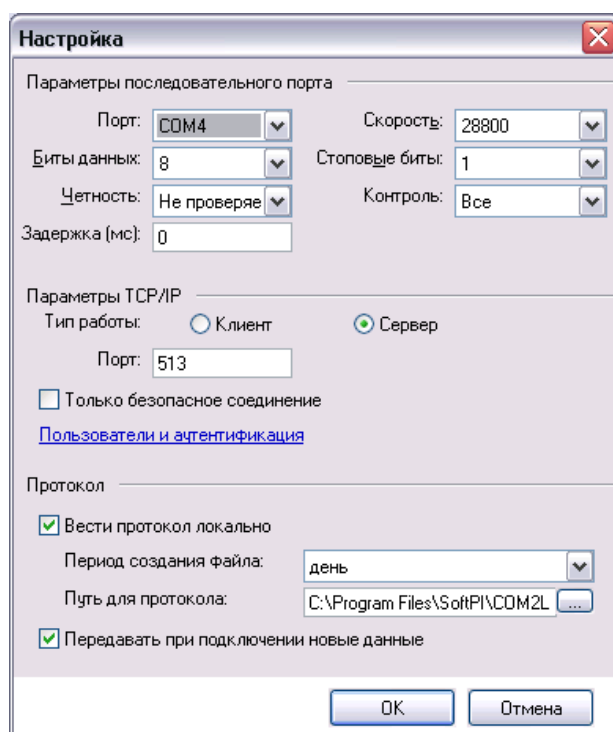 Настройка
Параметры последовательного порта
Порт: COM4 Скорость: 28800
Биты данных: 8 Стоповые биты: 1
Четность: Не проверяе Контроль: Все
Задержка (мс): 0
Параметры TCP/IP
Тип работы: Клиент Сервер
Порт: 513
Только безопасное соединение
Пользователи и аутентификация
Протокол
Вести протокол локально
Период создания файла: день
Путь для протокола: C:\Program Files\SoftPI\COM2L ...
Передавать при подключении новые данные
OK Отмена